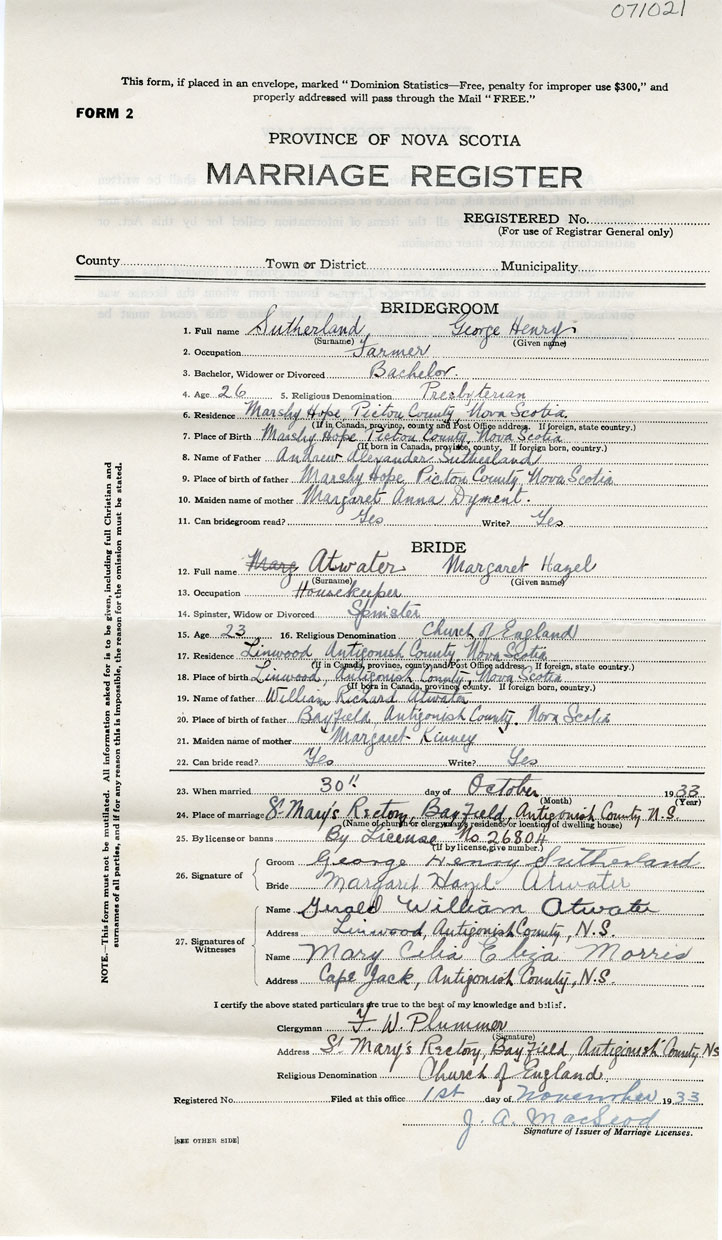 071021
This form, if placed in an envelope, marked "Dominion Statistics—Free, penalty for improper use $300," and
properly addressed will pass through the Mail "FREE."
FORM 2
PROVINCE OF NOVA SCOTIA
MARRIAGE REGISTER
REGISTERED No.
(For use of Registrar General only)
County Town or District Municipality
BRIDEGROOM
1. Full name Sutherland George Henry
(Surname) (Given name)
2. Occupation Farmer
3. Bachelor, Widower or Divorced Bachelor.
4. Age 26 5. Religious Denomination Presbyterian
6. Residence Marshy Hope Pictou County, Nova Scotia
(If in Canada, province, county and Post Office address. If foreign, state country.)
7. Place of Birth Marshy Hope Pictou County, Nova Scotia
(If born in Canada, province, county. If foreign born, country.)
8. Name of Father Andrew Alexander Sutherland
9. Place of birth of father Marshy Hope, Pictou County, Nova Scotia
10. Maiden name of mother Margaret Anna Dyment.
11. Can bridegroom read? Yes Write? Yes
BRIDE
12. Full name Marg Atwater Margaret Hazel
(Surname) (Given name)
13. Occupation Housekeeper
14. Spinster, Widow or Divorced Spinster
15. Age 23 16. Religious Denomination Church of England
17. Residence Linwood Antigonish County Nova Scotia
(If in Canada, province, county and Post Office address. If foreign, state country.)
18. Place of birth Linwood, Antigonish County, Nova Scotia
(If born in Canada, province, county. If foreign born, country.)
19. Name of father William Richard Atwater
20. Place of birth of father Bayfield, Antigonish County, Nova Scotia
21. Maiden name of mother Margaret Kinney
22. Can bride read? Yes Write? Yes
23. When married 30th day of October 1933
(Month) (Year)
24. Place of marriage St Mary's Rectory, Bayfield, Antigonish County N.S.
(Name of church or clergyman's residence or location of dwelling house)
25. By license or banns By License No. 26804
(If by license, give number.)
26. Signature of
Groom George Henry Sutherland
Bride Margaret Hazel Atwater
27. Signatures of Witnesses
Name Gerald William Atwater
Address Linwood, Antigonish County, N.S.
Name Mary Celia Eliza Morris
Address Cape Jack, Antigonish County, N.S.
I certify the above stated particulars are true to the best of my knowledge and belief.
Clergyman F. W. Plummer
(Signature)
Address St Mary's Rectory, Bayfield, Antigonish County NS
Religious Denomination Church of England
Registered No. Filed at this office 1st day of November 1933
J. A. MacLeod
Signature of Issuer of Marriage Licenses.
[SEE OTHER SIDE]
NOTE.—This form must not be mutilated. All information asked for is to be given, including full Christian and
surnames of all parties, and if for any reason this is impossible, the reason for the omission must be stated.